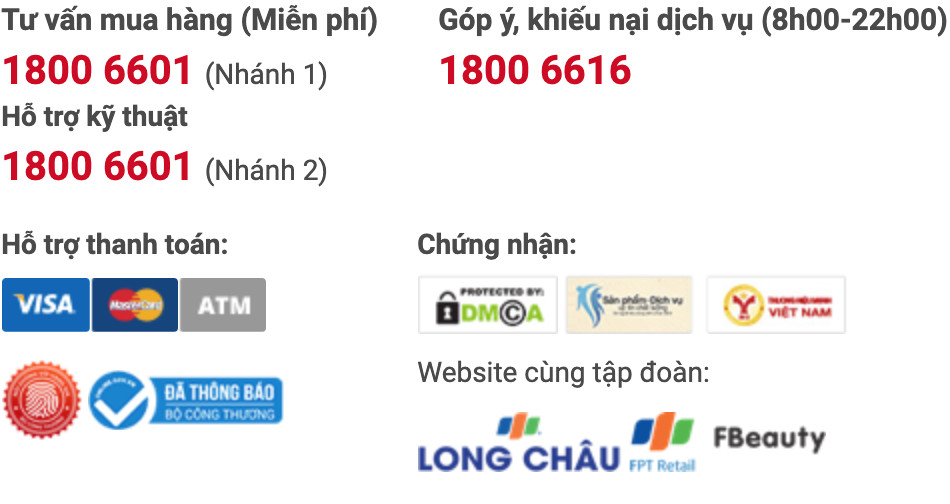 Tư vấn mua hàng (Miễn phí)
1800 6601 (Nhánh 1)
Hỗ trợ kỹ thuật
1800 6601 (Nhánh 2)
Góp ý, khiếu nại dịch vụ (8h00-22h00)
1800 6616
Hỗ trợ thanh toán:
VISA
MasterCard
ATM
ĐÃ THÔNG BÁO
BỘ CÔNG THƯƠNG
Chứng nhận:
PROTECTED BY:
DMCA
Sản phẩm-Dịch vụ
THƯƠNG HIỆU MẠNH
VIỆT NAM
Website cùng tập đoàn:
LONG CHÂU
FPT Retail
FBeauty